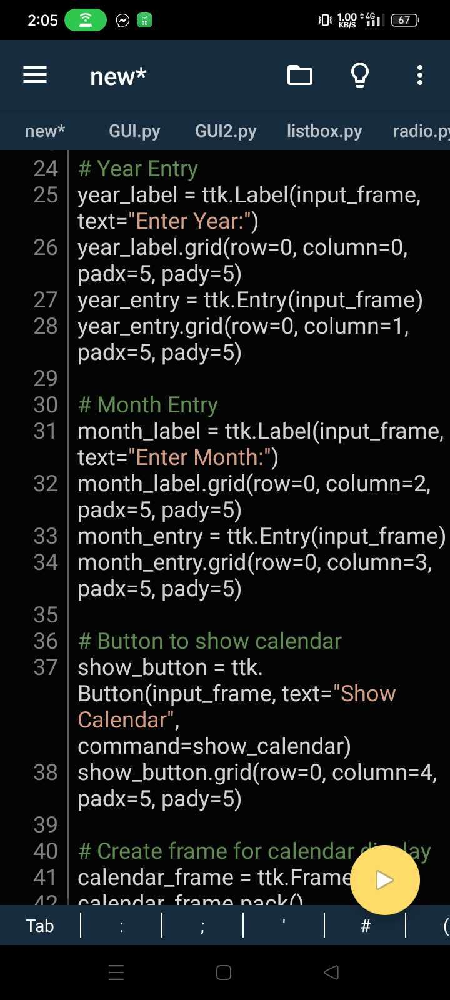 2:05
1.00 KB/S 4G 67
new*
new* GUI.py GUI2.py listbox.py radio.py
24 # Year Entry
25 year_label = ttk.Label(input_frame,
text="Enter Year:")
26 year_label.grid(row=0, column=0,
padx=5, pady=5)
27 year_entry = ttk.Entry(input_frame)
28 year_entry.grid(row=0, column=1,
padx=5, pady=5)
29
30 # Month Entry
31 month_label = ttk.Label(input_frame,
text="Enter Month:")
32 month_label.grid(row=0, column=2,
padx=5, pady=5)
33 month_entry = ttk.Entry(input_frame)
34 month_entry.grid(row=0, column=3,
padx=5, pady=5)
35
36 # Button to show calendar
37 show_button = ttk.
Button(input_frame, text="Show
Calendar",
command=show_calendar)
38 show_button.grid(row=0, column=4,
padx=5, pady=5)
39
40 # Create frame for calendar display
41 calendar_frame = ttk.Frame
42 calendar_frame.pack()
Tab : ; ' # (